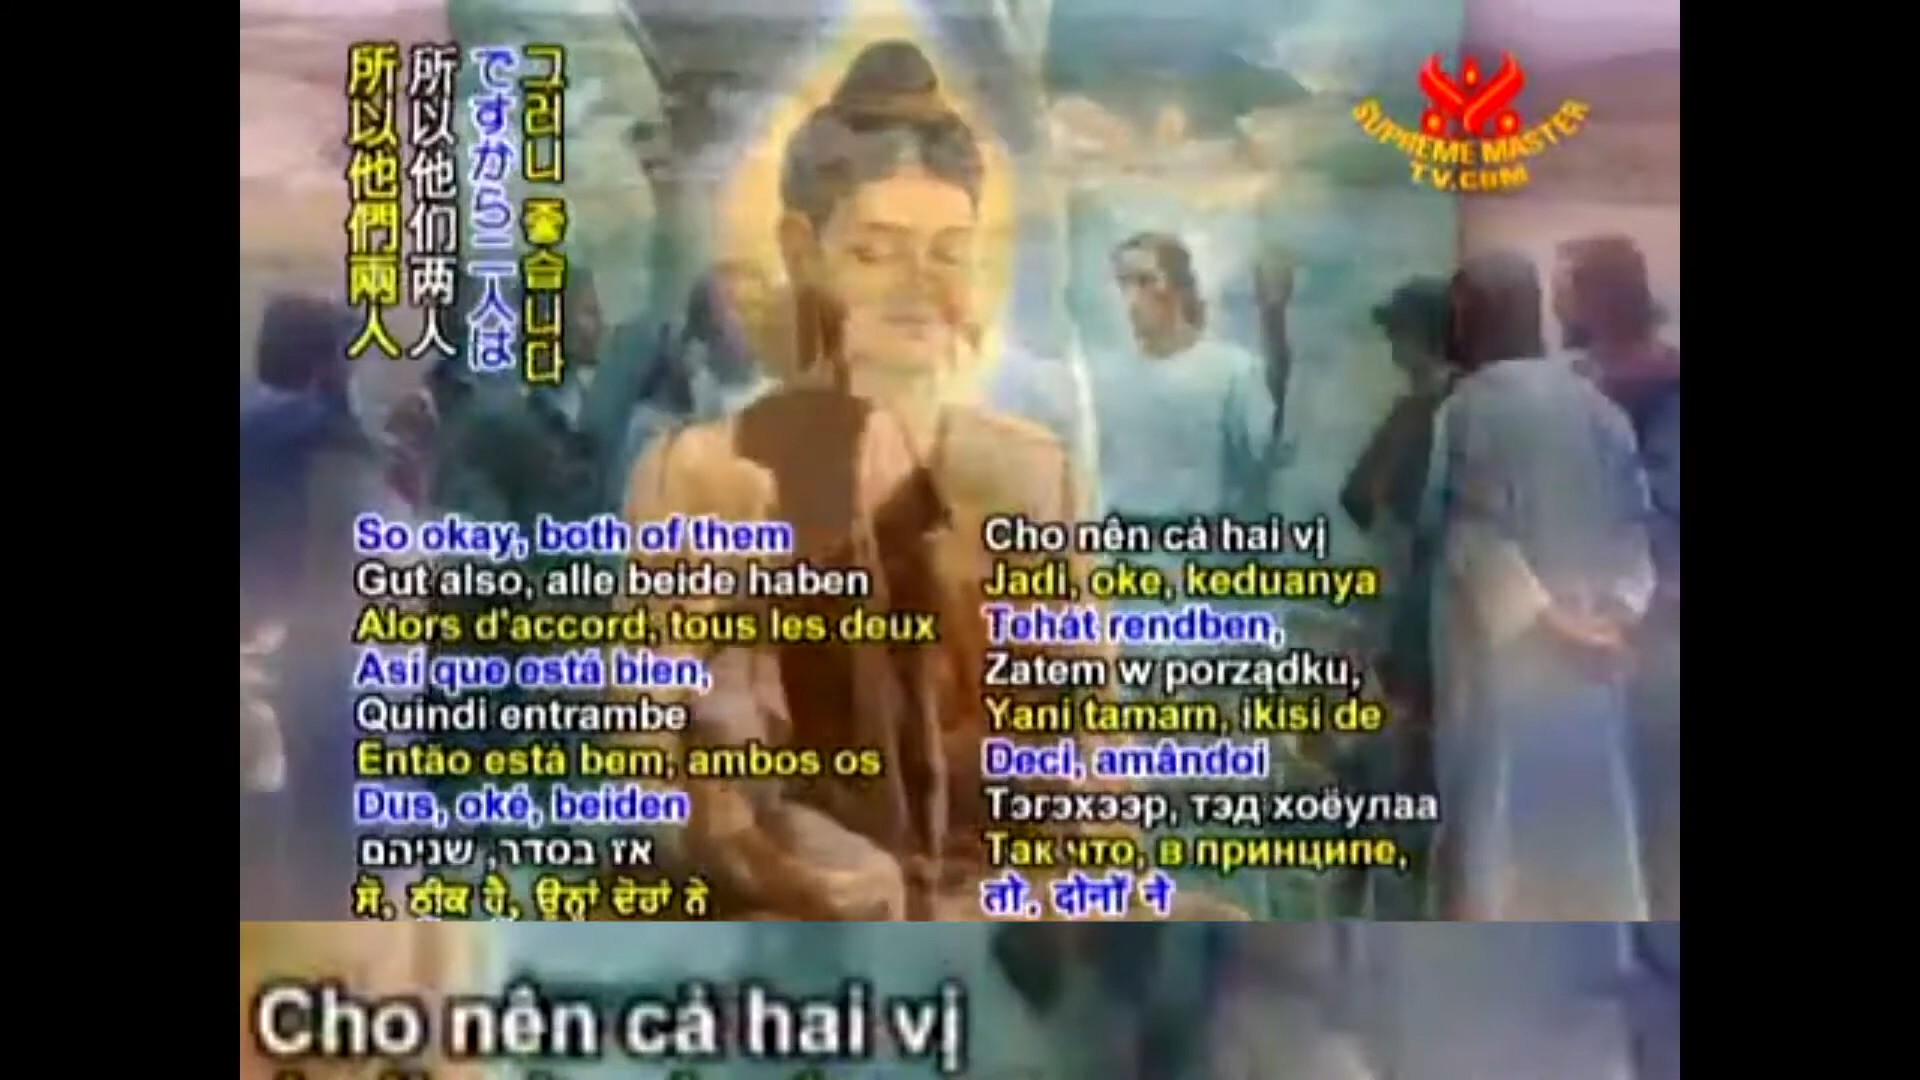 所以他們兩人
所以他们两人
ですから二人は
그러니 좋습니다
SUPREME MASTER
TV.COM
So okay, both of them
Gut also, alle beide haben
Alors d'accord, tous les deux
Así que está bien,
Quindi entrambe
Então está bem, ambos os
Dus, oké, beiden
אז בסדר, שניהם
ਸੋ, ਠੀਕ ਹੈ, ਉਨ੍ਹਾਂ ਦੋਹਾਂ ਨੇ
Cho nên cả hai vị
Jadi, oke, keduanya
Tehát rendben,
Zatem w porządku,
Yani tamam, ikisi de
Deci, amândoi
Тэгэхээр, тэд хоёулаа
Так что, в принципе,
तो, दोनों ने
Cho nên cả hai vị